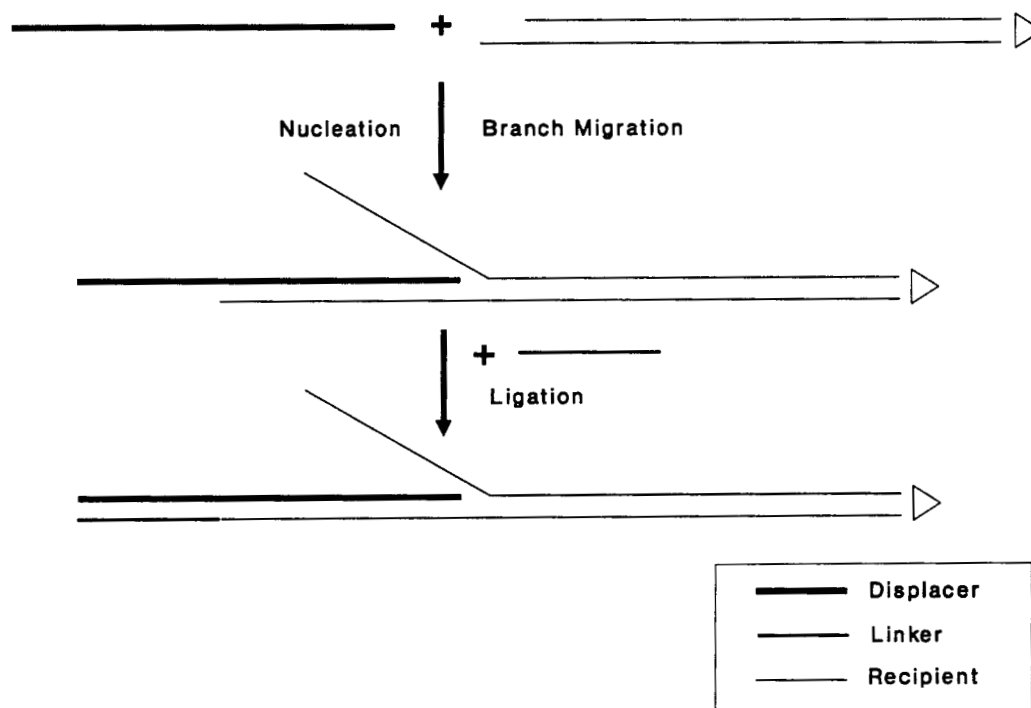 +
Nucleation Branch Migration
+
Ligation
Displacer
Linker
Recipient